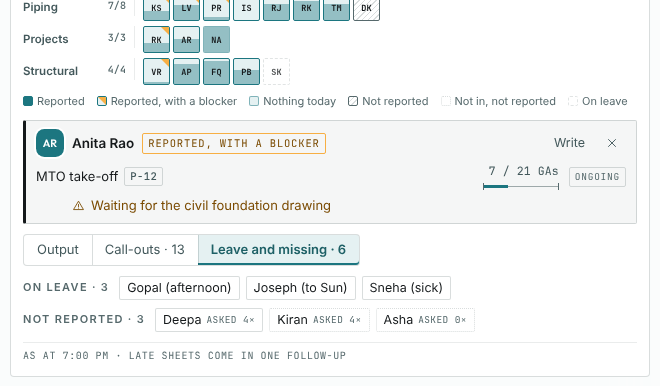 Piping 7/8 KS LV PR IS RJ RK TM DK
Projects 3/3 RK AR NA
Structural 4/4 VR AP FQ PB SK
Reported Reported, with a blocker Nothing today Not reported Not in, not reported On leave
AR Anita Rao REPORTED, WITH A BLOCKER Write ×
MTO take-off P-12 7 / 21 GAs ONGOING
⚠ Waiting for the civil foundation drawing
Output Call-outs · 13 Leave and missing · 6
ON LEAVE · 3 Gopal (afternoon) Joseph (to Sun) Sneha (sick)
NOT REPORTED · 3 Deepa ASKED 4× Kiran ASKED 4× Asha ASKED 0×
AS AT 7:00 PM · LATE SHEETS COME IN ONE FOLLOW-UP